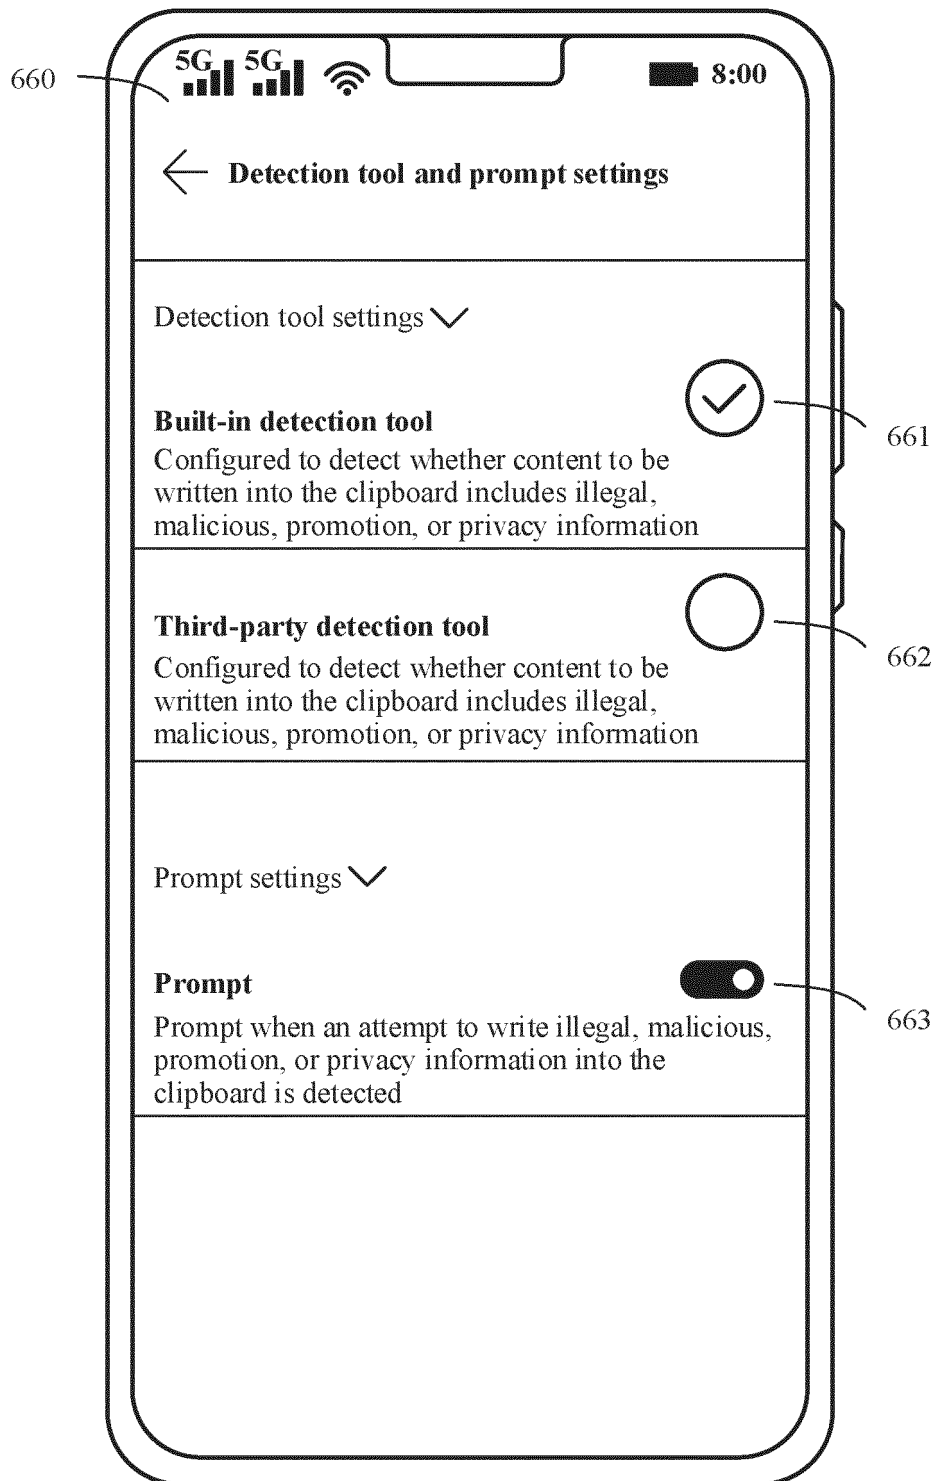 5G 5G 8:00
660
Detection tool and prompt settings
Detection tool settings
Built-in detection tool
661
Configured to detect whether content to be
written into the clipboard includes illegal,
malicious, promotion, or privacy information
Third-party detection tool
662
Configured to detect whether content to be
written into the clipboard includes illegal,
malicious, promotion, or privacy information
Prompt settings
Prompt
663
Prompt when an attempt to write illegal, malicious,
promotion, or privacy information into the
clipboard is detected